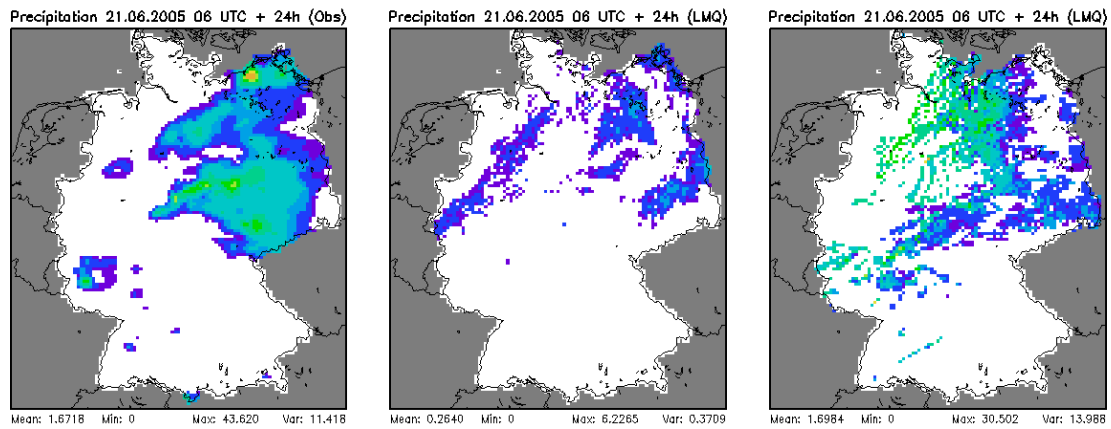 Precipitation 21.06.2005 06 UTC + 24h (Obs)
Precipitation 21.06.2005 06 UTC + 24h (LMQ)
Precipitation 21.06.2005 06 UTC + 24h (LMQ)
Mean: 1.6718 Min: 0 Max: 43.620 Var: 11.418
Mean: 0.2640 Min: 0 Max: 6.2265 Var: 0.3709
Mean: 1.6984 Min: 0 Max: 30.502 Var: 13.988